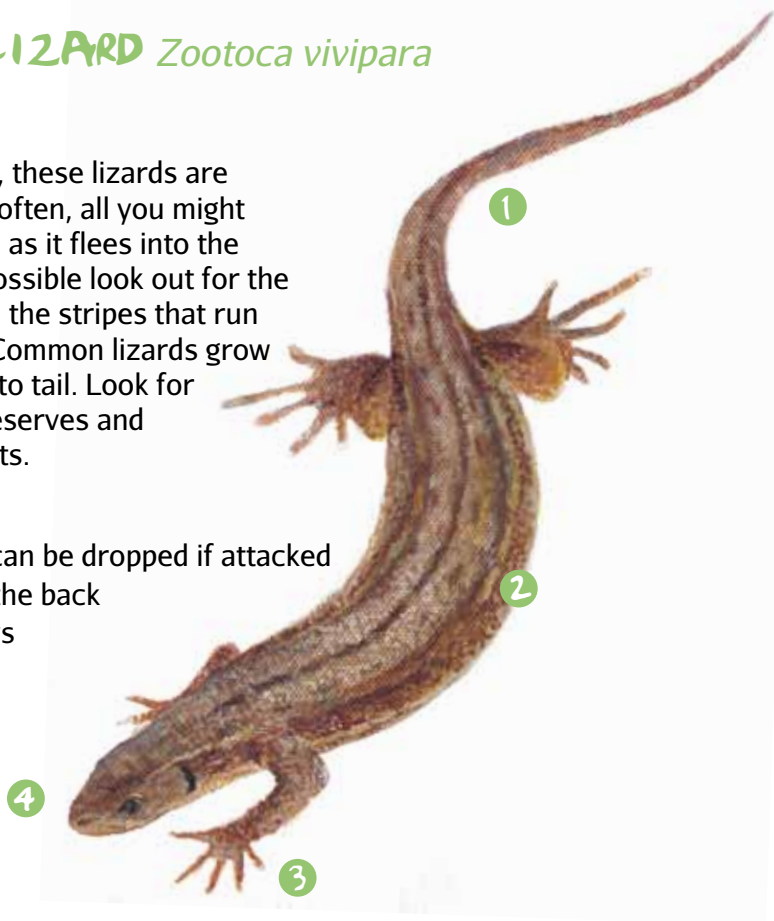 LIZARD Zootoca vivipara
, these lizards are
often, all you might
as it flees into the
ossible look out for the
the stripes that run
Common lizards grow
to tail. Look for
eserves and
ts.
can be dropped if attacked
the back
s
1
2
3
4